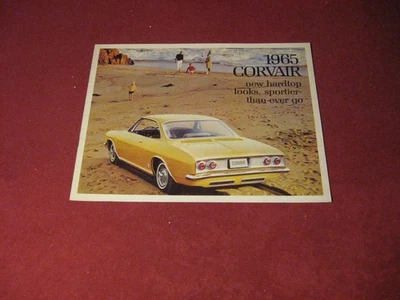 1965
CORVAIR
new hardtop
looks, sportier-
than-ever go